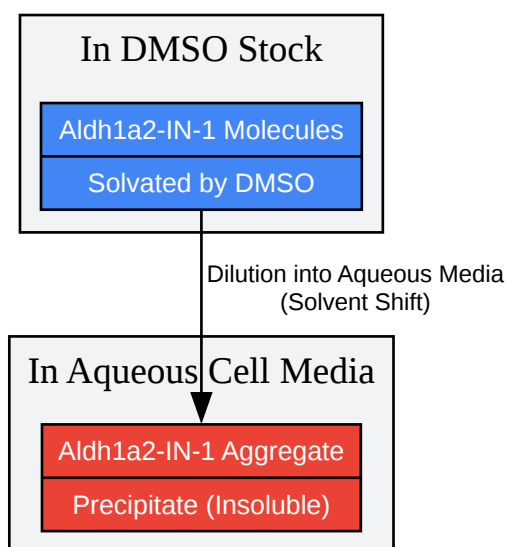 In DMSO Stock
Aldh1a2-IN-1 Molecules
Solvated by DMSO
Dilution into Aqueous Media
(Solvent Shift)
In Aqueous Cell Media
Aldh1a2-IN-1 Aggregate
Precipitate (Insoluble)